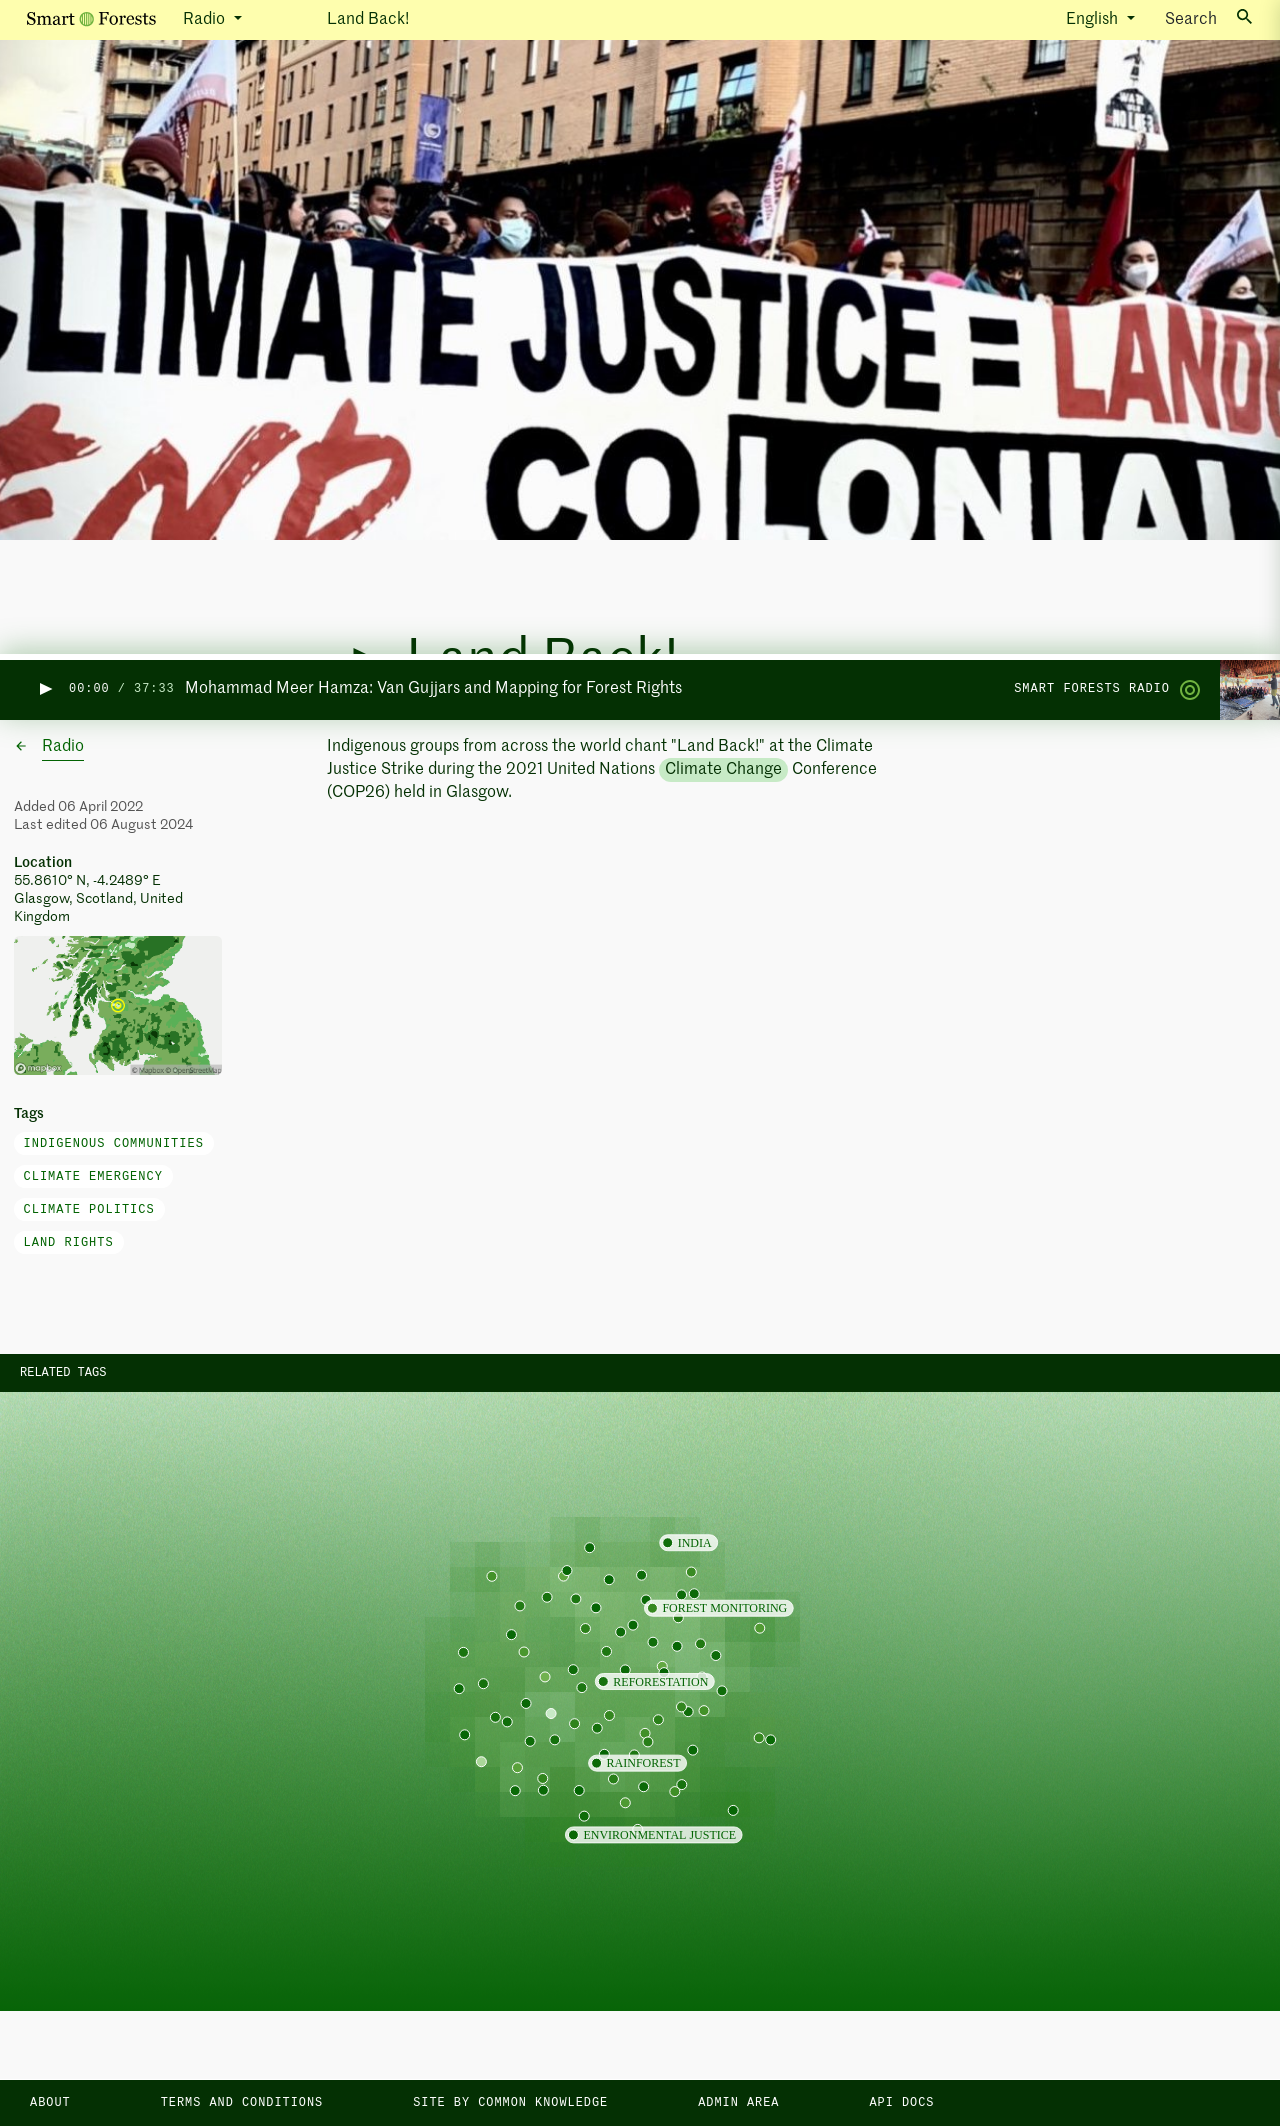 Smart Forests
Radio
Land Back!
English
Search
NO LIFE
CLIMATE JUSTICE = LAND
END
COLONIAL
Land Back!
00:00 / 37:33
Mohammad Meer Hamza: Van Gujjars and Mapping for Forest Rights
SMART FORESTS RADIO
Radio
Indigenous groups from across the world chant "Land Back!" at the Climate
Justice Strike during the 2021 United Nations Climate Change Conference
(COP26) held in Glasgow.
Added 06 April 2022
Last edited 06 August 2024
Location
55.8610° N, -4.2489° E
Glasgow, Scotland, United
Kingdom
mapbox
© Mapbox © OpenStreetMap
Tags
INDIGENOUS COMMUNITIES
CLIMATE EMERGENCY
CLIMATE POLITICS
LAND RIGHTS
RELATED TAGS
INDIA
FOREST MONITORING
REFORESTATION
RAINFOREST
ENVIRONMENTAL JUSTICE
ABOUT
TERMS AND CONDITIONS
SITE BY COMMON KNOWLEDGE
ADMIN AREA
API DOCS